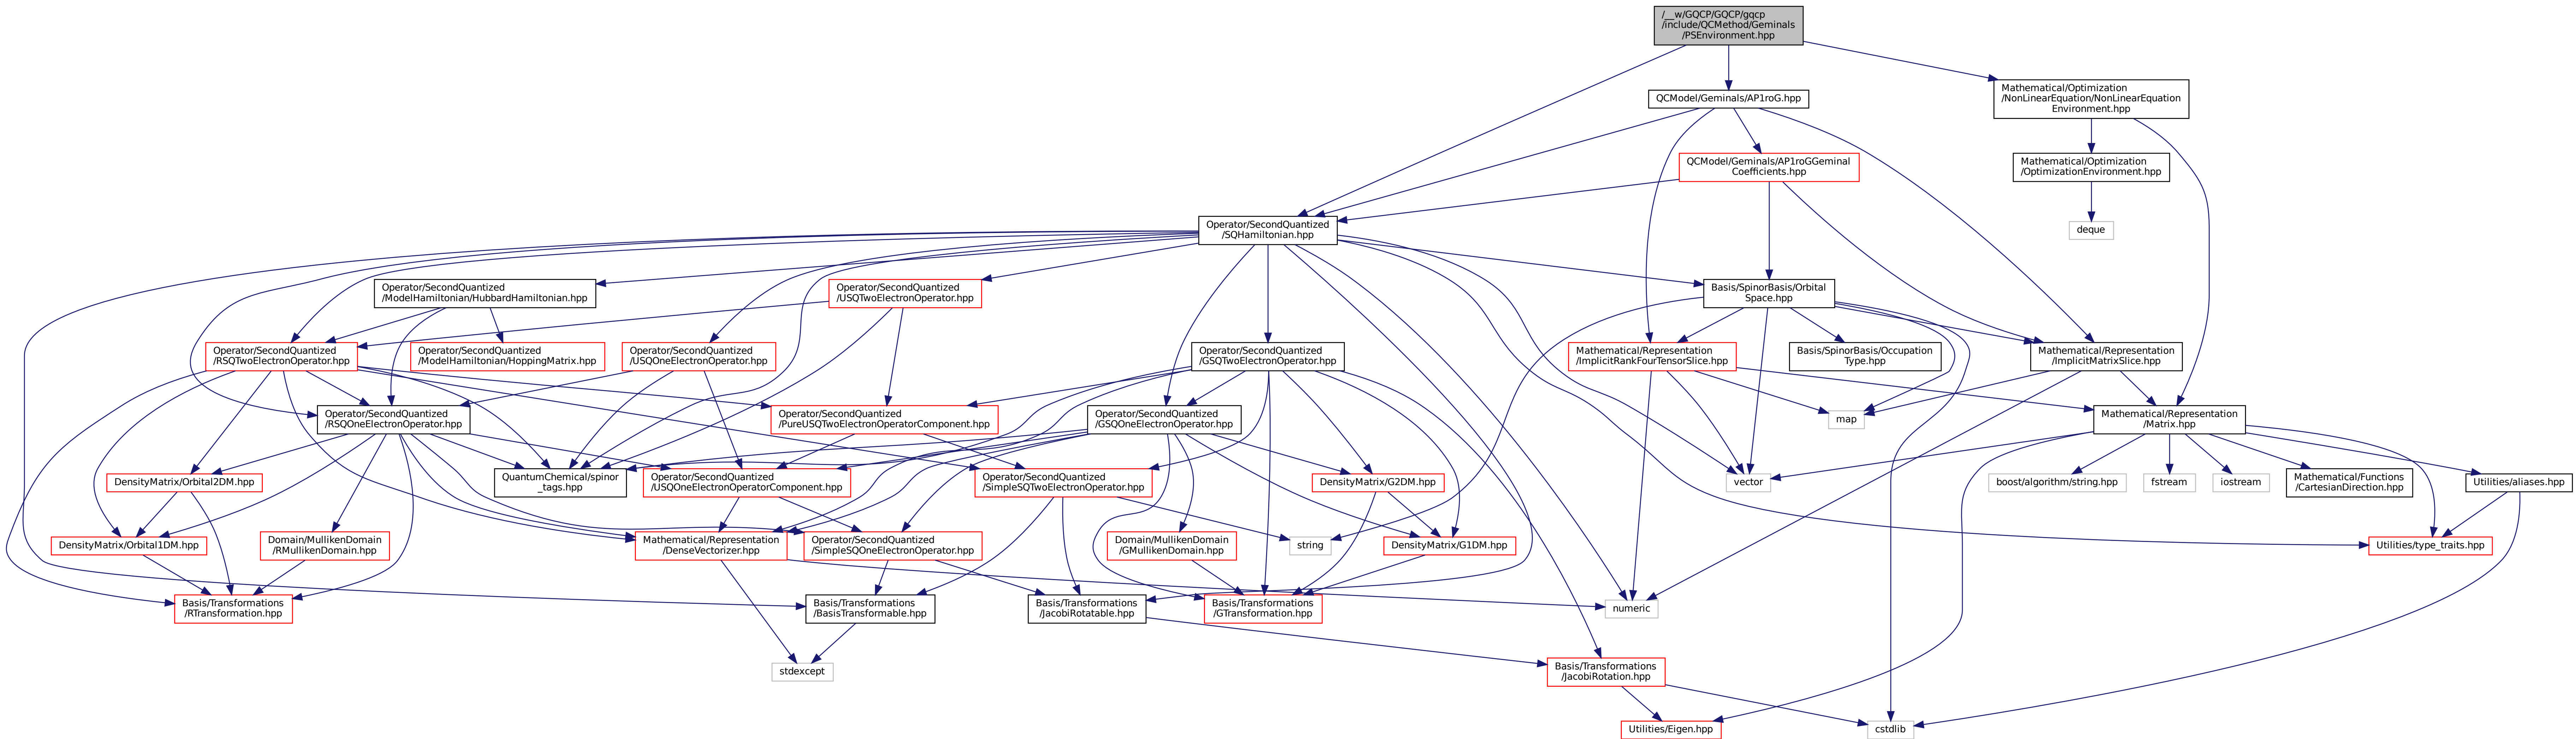 /__w/GQCP/GQCP/gqcp
/include/QCMethod/Geminals
/PSEnvironment.hpp
QCModel/Geminals/AP1roG.hpp
Mathematical/Optimization
/NonLinearEquation/NonLinearEquation
Environment.hpp
QCModel/Geminals/AP1roGGeminal
Coefficients.hpp
Mathematical/Optimization
/OptimizationEnvironment.hpp
Operator/SecondQuantized
/SQHamiltonian.hpp
deque
Operator/SecondQuantized
/ModelHamiltonian/HubbardHamiltonian.hpp
Operator/SecondQuantized
/USQTwoElectronOperator.hpp
Basis/SpinorBasis/Orbital
Space.hpp
Operator/SecondQuantized
/RSQTwoElectronOperator.hpp
Operator/SecondQuantized
/ModelHamiltonian/HoppingMatrix.hpp
Operator/SecondQuantized
/USQOneElectronOperator.hpp
Operator/SecondQuantized
/GSQTwoElectronOperator.hpp
Mathematical/Representation
/ImplicitRankFourTensorSlice.hpp
Basis/SpinorBasis/Occupation
Type.hpp
Mathematical/Representation
/ImplicitMatrixSlice.hpp
Operator/SecondQuantized
/RSQOneElectronOperator.hpp
Operator/SecondQuantized
/PureUSQTwoElectronOperatorComponent.hpp
Operator/SecondQuantized
/GSQOneElectronOperator.hpp
map
Mathematical/Representation
/Matrix.hpp
DensityMatrix/Orbital2DM.hpp
QuantumChemical/spinor
_tags.hpp
Operator/SecondQuantized
/USQOneElectronOperatorComponent.hpp
Operator/SecondQuantized
/SimpleSQTwoElectronOperator.hpp
DensityMatrix/G2DM.hpp
vector
boost/algorithm/string.hpp
fstream
iostream
Mathematical/Functions
/CartesianDirection.hpp
Utilities/aliases.hpp
DensityMatrix/Orbital1DM.hpp
Domain/MullikenDomain
/RMullikenDomain.hpp
Mathematical/Representation
/DenseVectorizer.hpp
Operator/SecondQuantized
/SimpleSQOneElectronOperator.hpp
Domain/MullikenDomain
/GMullikenDomain.hpp
string
DensityMatrix/G1DM.hpp
Utilities/type_traits.hpp
Basis/Transformations
/RTransformation.hpp
Basis/Transformations
/BasisTransformable.hpp
Basis/Transformations
/JacobiRotatable.hpp
Basis/Transformations
/GTransformation.hpp
numeric
stdexcept
Basis/Transformations
/JacobiRotation.hpp
Utilities/Eigen.hpp
cstdlib